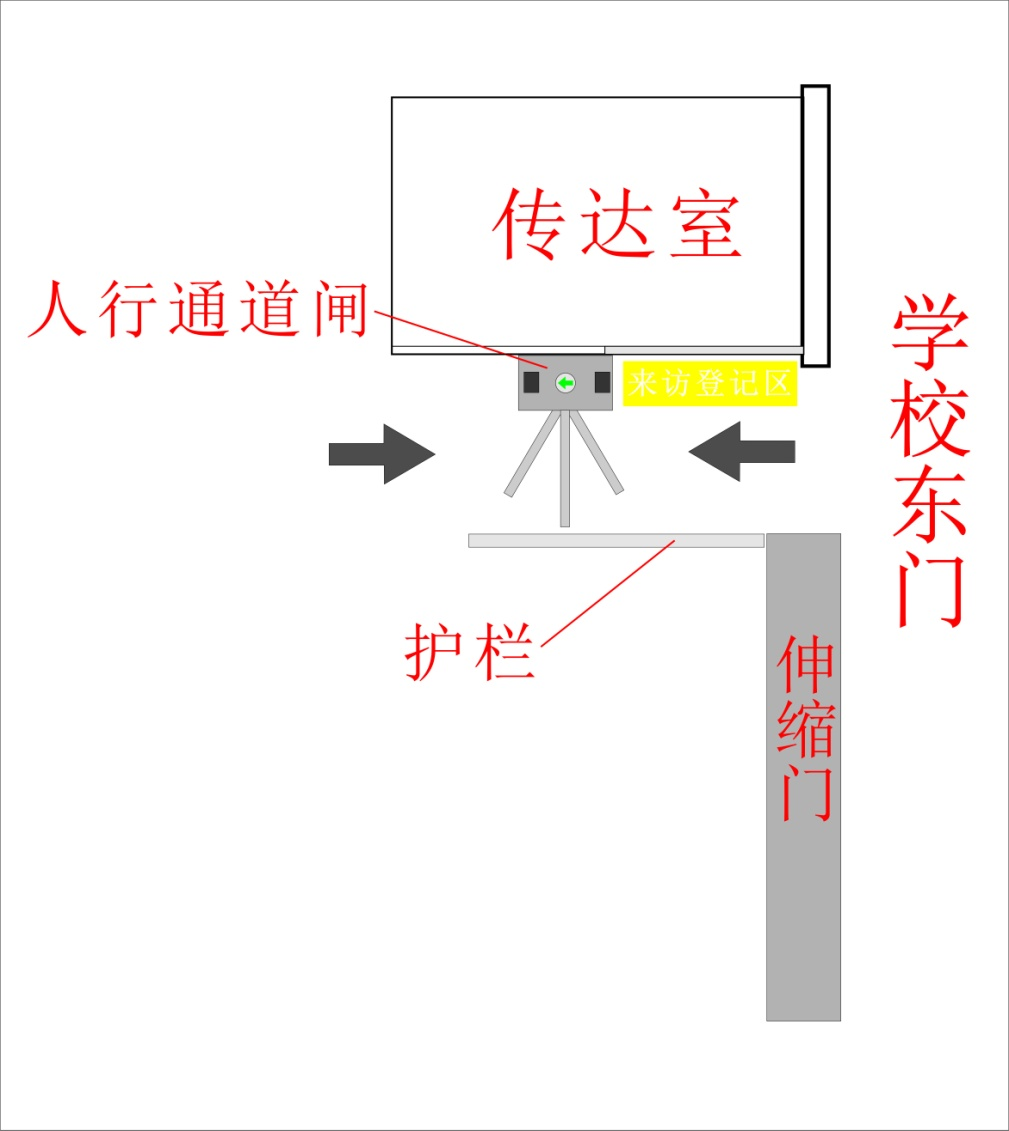 传达室
人行通道闸
来访登记区
学校东门
护栏
伸缩门